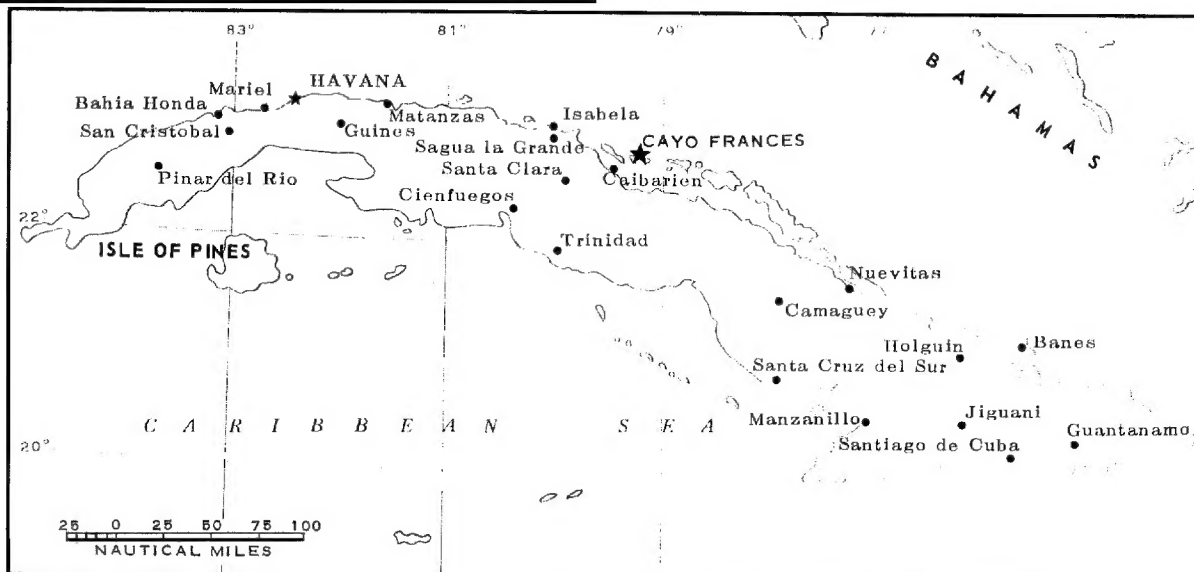 83° 81° 79° 77
BAHAMAS
Mariel HAVANA
Bahia Honda
Matanzas Isabela
San Cristobal Guines
Sagua la Grande CAYO FRANCES
Santa Clara
Pinar del Rio Caibarien
Cienfuegos
22°
ISLE OF PINES Trinidad
Nuevitas
Camaguey
Holguin Banes
Santa Cruz del Sur
CARIBBEAN SEA Manzanillo Jiguani
Guantanamo
20° Santiago de Cuba
25 0 25 50 75 100
NAUTICAL MILES